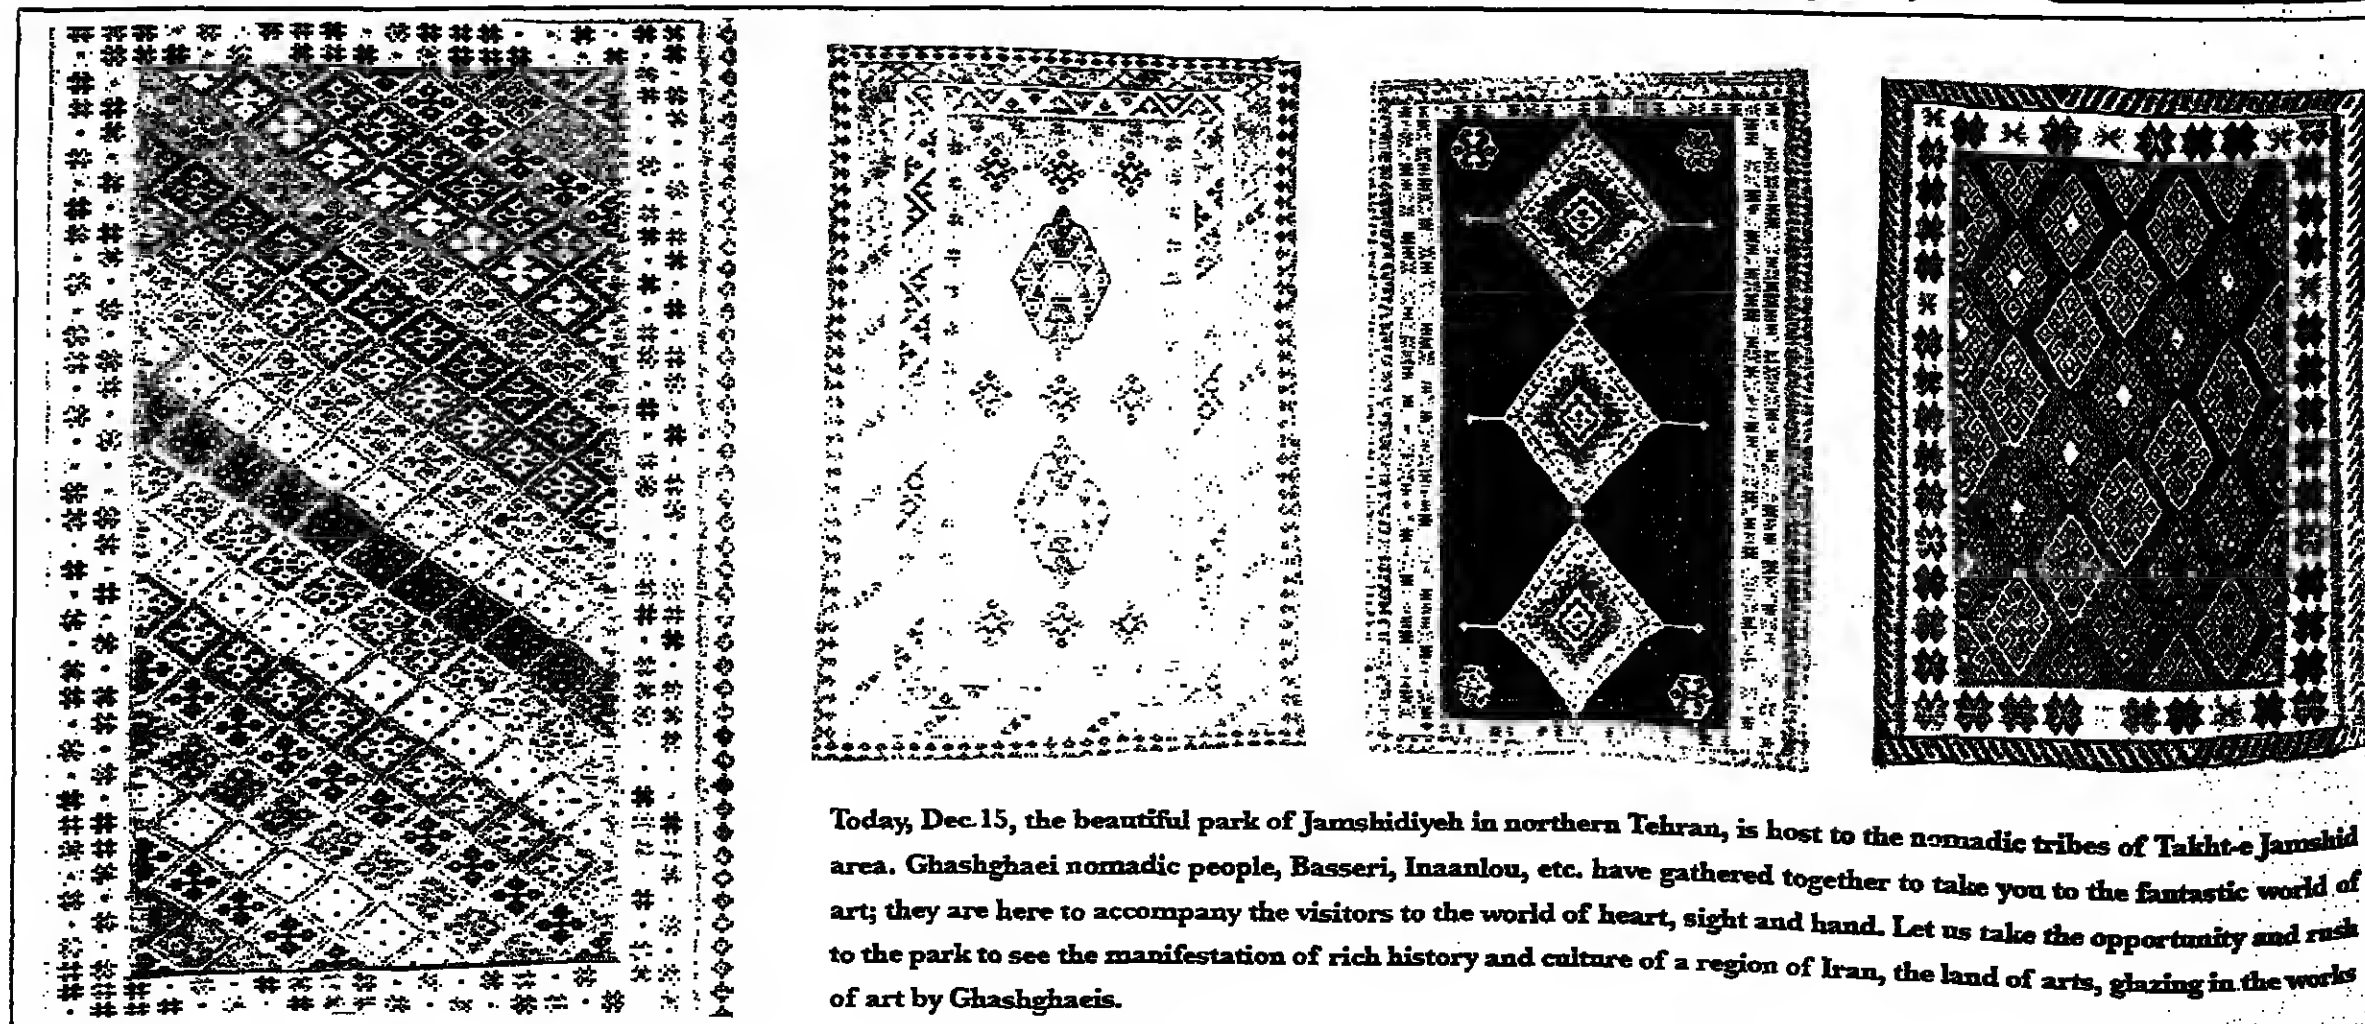 Today, Dec. 15, the beautiful park of Jamshidiyeh in northern Tehran, is host to the nomadic tribes of Takht-e Jamshid
area. Ghashghaei nomadic people, Basseri, Inaanlou, etc. have gathered together to take you to the fantastic world of
art; they are here to accompany the visitors to the world of heart, sight and hand. Let us take the opportunity and rush
to the park to see the manifestation of rich history and culture of a region of Iran, the land of arts, glazing in the works
of art by Ghashghaeis.